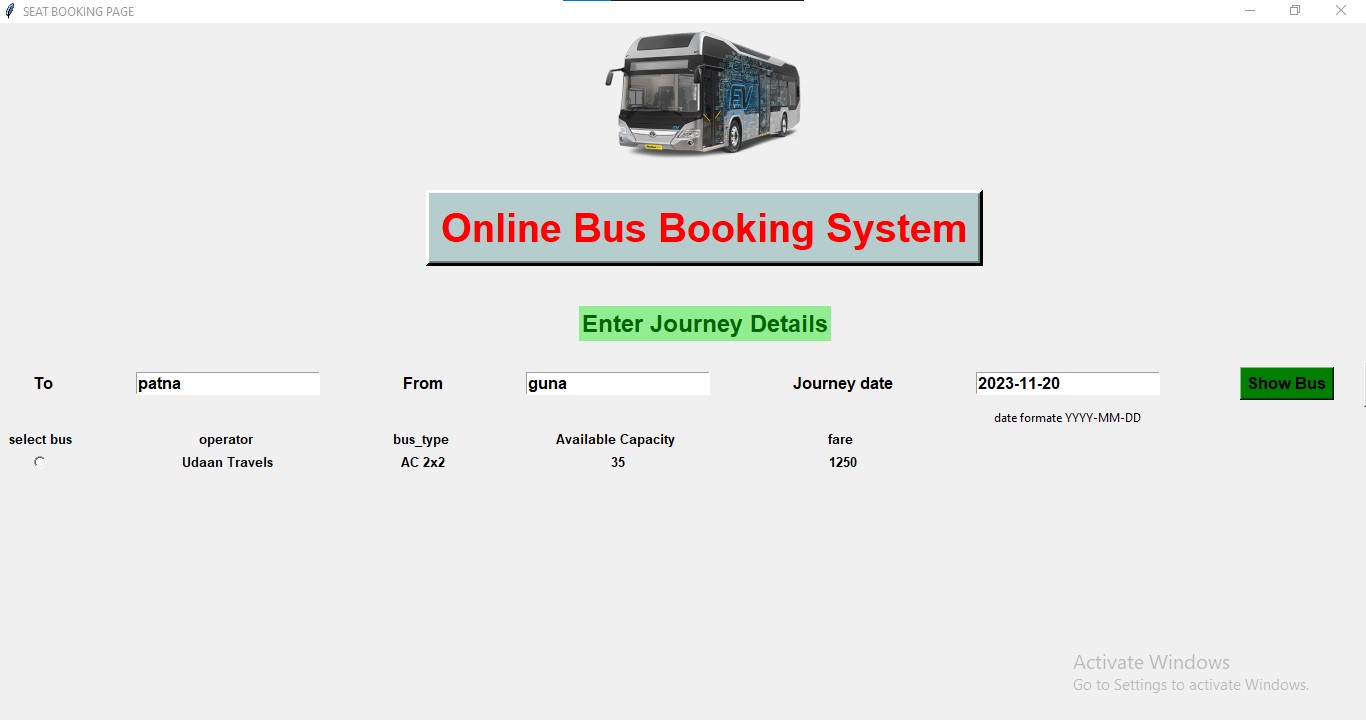 SEAT BOOKING PAGE
EV
Online Bus Booking System
Enter Journey Details
To patna From guna Journey date 2023-11-20 Show Bus
date formate YYYY-MM-DD
select bus operator bus_type Available Capacity fare
Udaan Travels AC 2x2 35 1250
Activate Windows
Go to Settings to activate Windows.